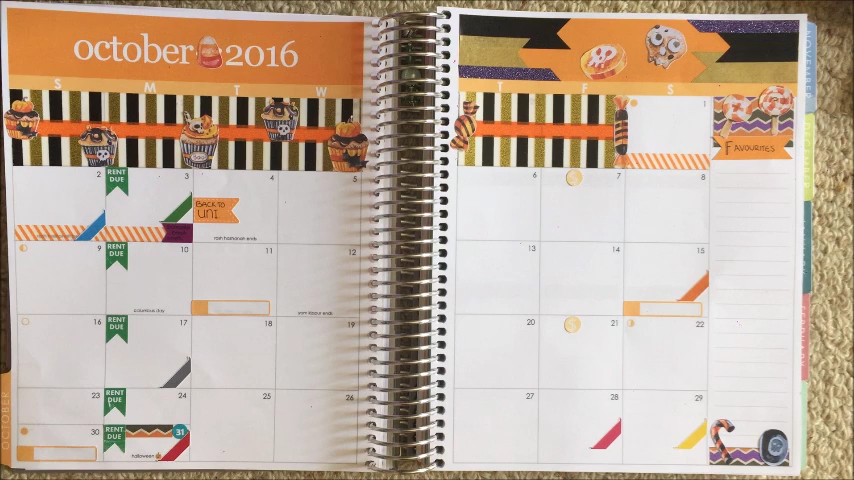 october 2016
S M T W
T F S
1
FAVOURITES
2 RENT DUE 3 4 5
6 7 8
BACK TO UNI
rosh hashanah ends
9 RENT DUE 10 11 12
13 14 15
columbus day
yom kippur ends
16 RENT DUE 17 18 19
20 21 22
23 RENT DUE 24 25 26
27 28 29
30 RENT DUE 31
halloween
OCTOBER
NOVEMBER